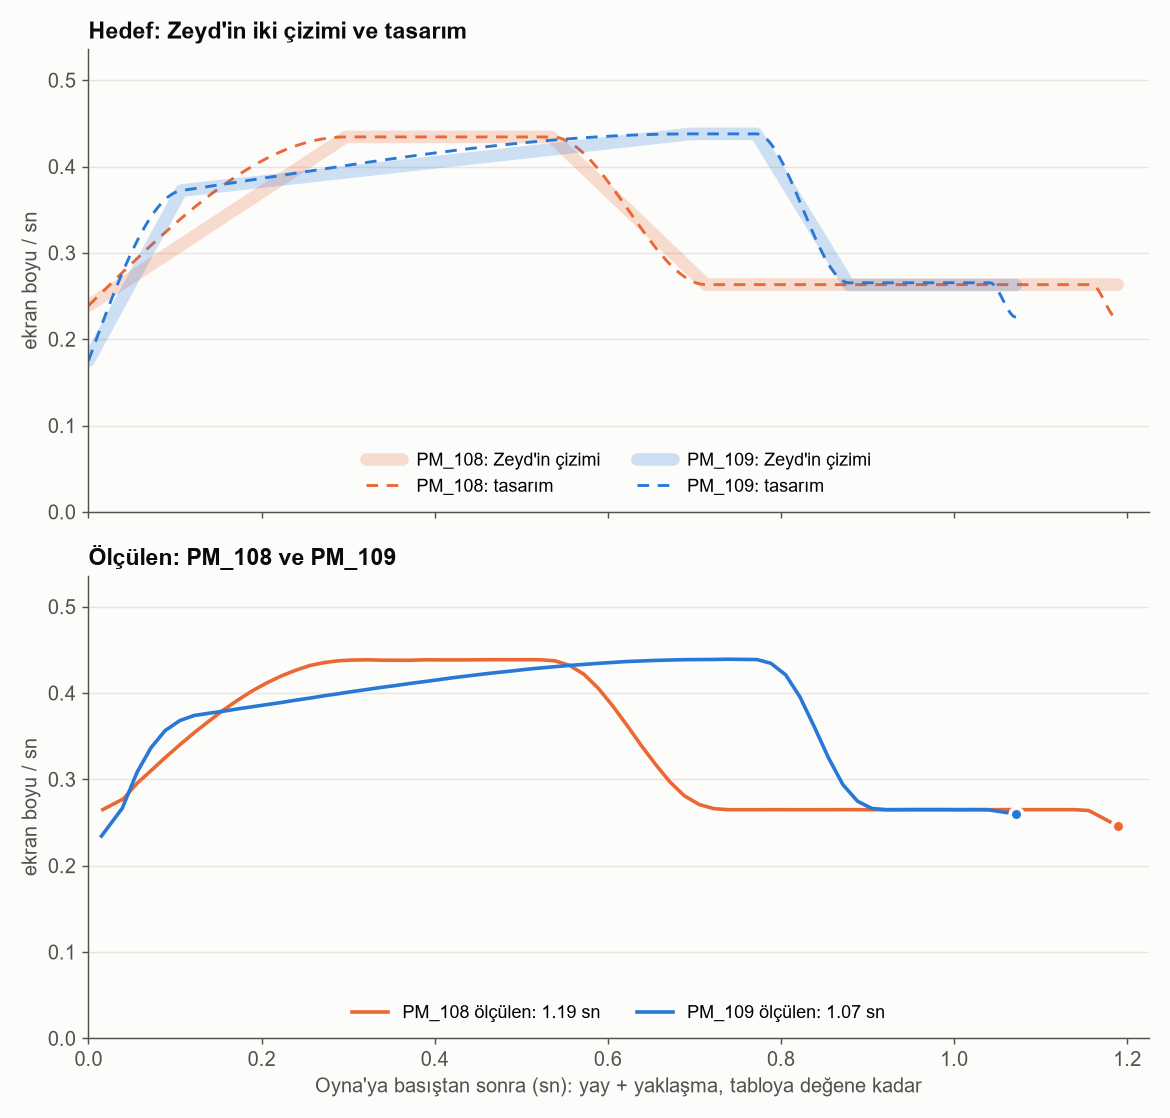 Hedef: Zeyd'in iki çizimi ve tasarım
0.5
0.4
0.3
0.2
0.1
0.0
ekran boyu / sn
PM_108: Zeyd'in çizimi
PM_109: Zeyd'in çizimi
PM_108: tasarım
PM_109: tasarım
Ölçülen: PM_108 ve PM_109
0.5
0.4
0.3
0.2
0.1
0.0
ekran boyu / sn
PM_108 ölçülen: 1.19 sn
PM_109 ölçülen: 1.07 sn
0.0 0.2 0.4 0.6 0.8 1.0 1.2
Oyna'ya basıştan sonra (sn): yay + yaklaşma, tabloya değene kadar